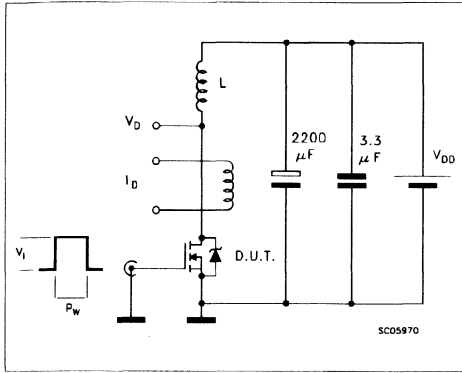 L
V_D
2200
μF
3.3
μF
V_DD
I_D
V_i
D.U.T.
P_W
SC05970